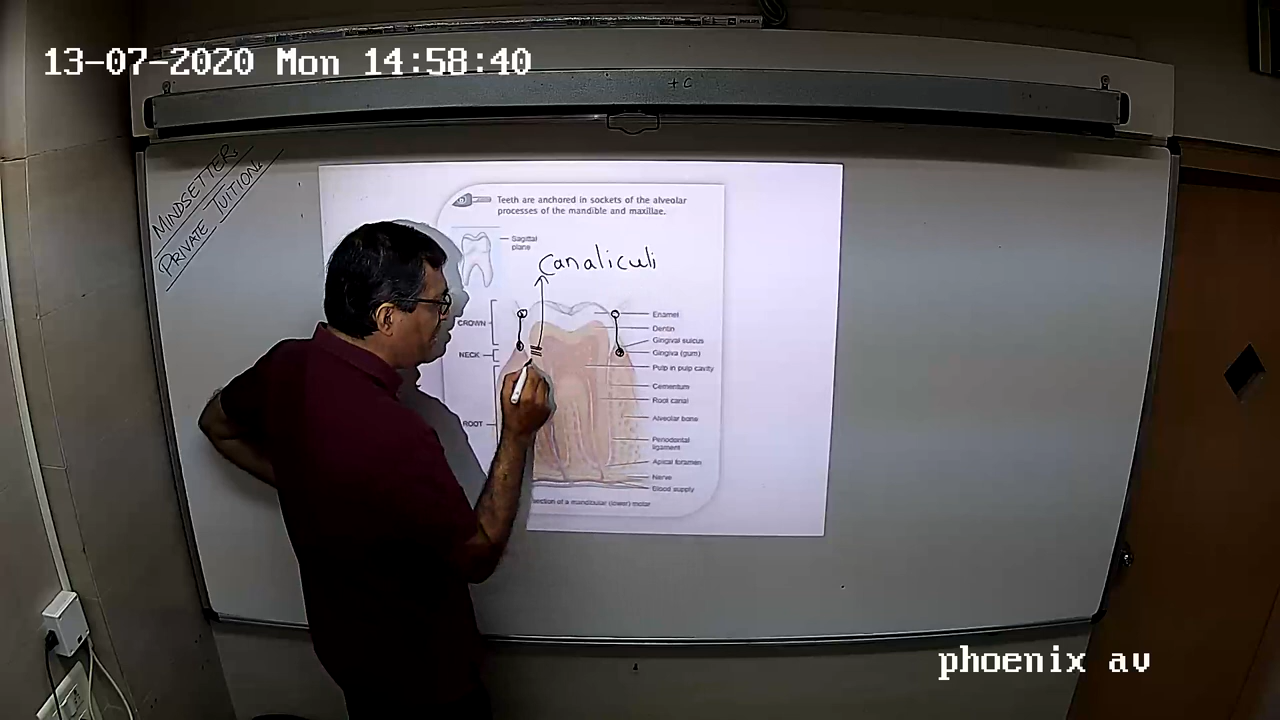 13-07-2020 Mon 14:58:40
+C
MINDSETTER
PRIVATE TUITION
Teeth are anchored in sockets of the alveolar
processes of the mandible and maxillae.
Sagittal
plane
Canaliculi
CROWN
NECK
ROOT
Enamel
Dentin
Gingival sulcus
Gingiva (gum)
Pulp in pulp cavity
Cementum
Root canal
Alveolar bone
Periodontal
ligament
Apical foramen
Nerve
Blood supply
section of a mandibular (lower) molar
phoenix av